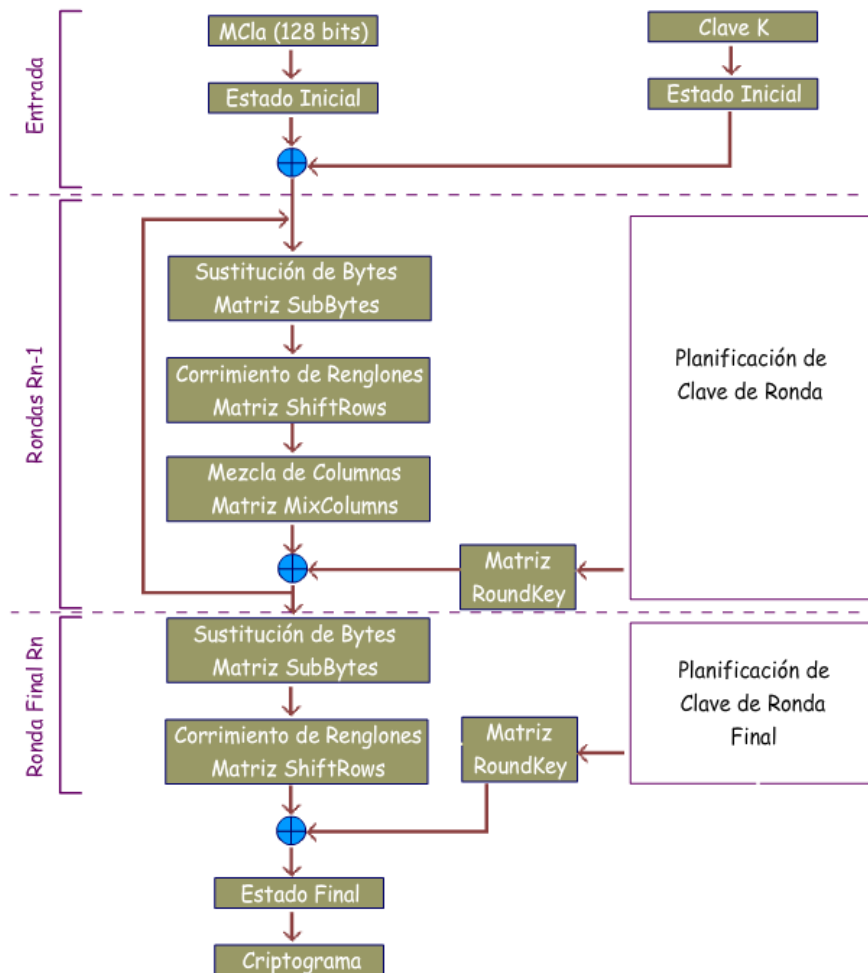 Entrada
MCla (128 bits)
Clave K
Estado Inicial
Estado Inicial
Rondas Rn-1
Sustitución de Bytes
Matriz SubBytes
Corrimiento de Renglones
Matriz ShiftRows
Mezcla de Columnas
Matriz MixColumns
Matriz
RoundKey
Planificación de
Clave de Ronda
Ronda Final Rn
Sustitución de Bytes
Matriz SubBytes
Corrimiento de Renglones
Matriz ShiftRows
Matriz
RoundKey
Planificación de
Clave de Ronda
Final
Estado Final
Criptograma